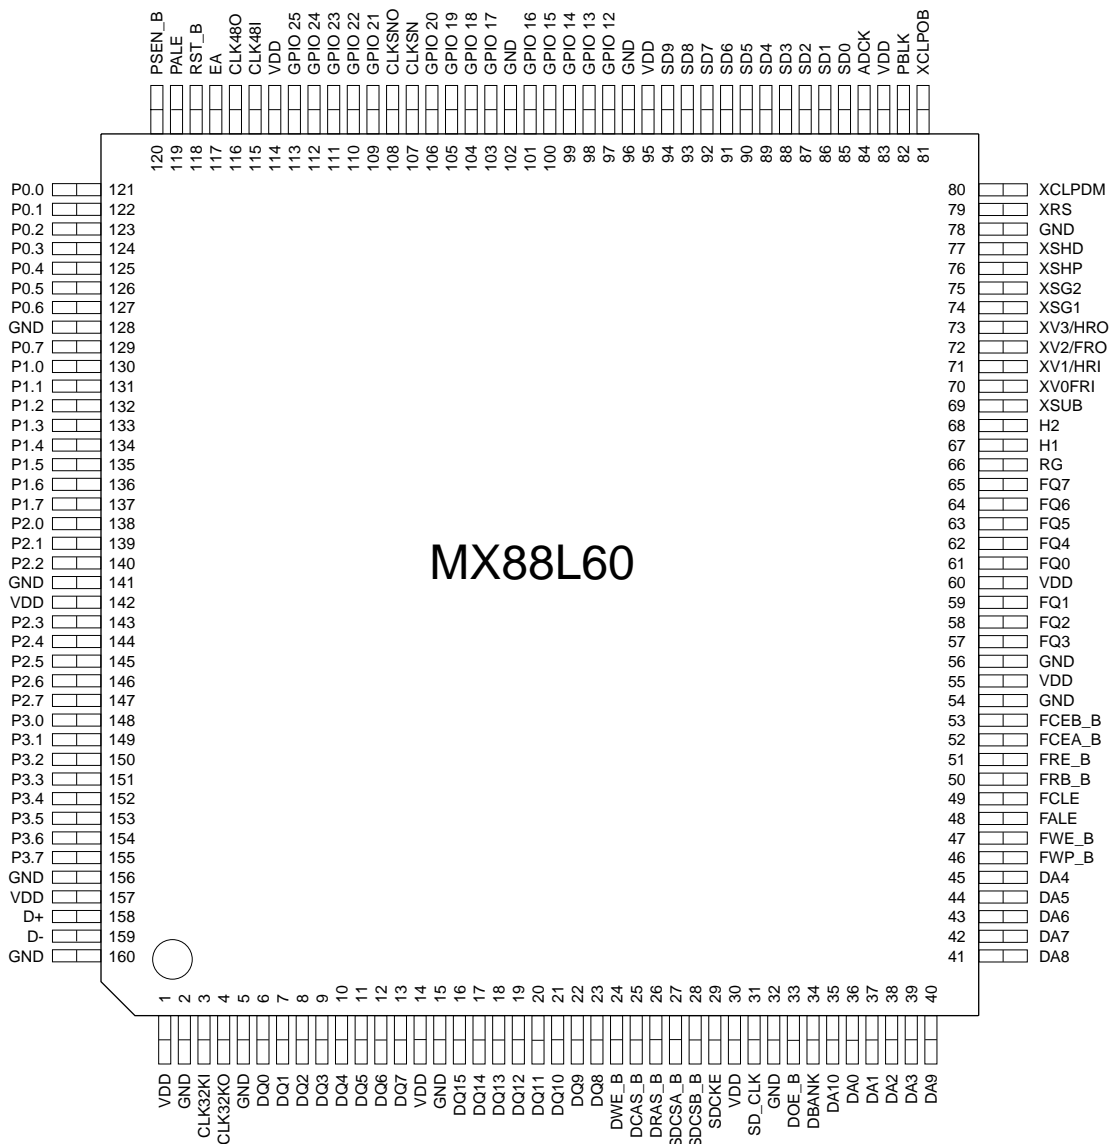 PSEN_B
PALE
RST_B
EA
CLK48O
CLK48I
VDD
GPIO 25
GPIO 24
GPIO 23
GPIO 22
GPIO 21
CLKSNO
CLKSN
GPIO 20
GPIO 19
GPIO 18
GPIO 17
GND
GPIO 16
GPIO 15
GPIO 14
GPIO 13
GPIO 12
GND
VDD
SD9
SD8
SD7
SD6
SD5
SD4
SD3
SD2
SD1
SD0
ADCK
VDD
PBLK
XCLPOB
120
119
118
117
116
115
114
113
112
111
110
109
108
107
106
105
104
103
102
101
100
99
98
97
96
95
94
93
92
91
90
89
88
87
86
85
84
83
82
81
P0.0 121
P0.1 122
P0.2 123
P0.3 124
P0.4 125
P0.5 126
P0.6 127
GND 128
P0.7 129
P1.0 130
P1.1 131
P1.2 132
P1.3 133
P1.4 134
P1.5 135
P1.6 136
P1.7 137
P2.0 138
P2.1 139
P2.2 140
GND 141
VDD 142
P2.3 143
P2.4 144
P2.5 145
P2.6 146
P2.7 147
P3.0 148
P3.1 149
P3.2 150
P3.3 151
P3.4 152
P3.5 153
P3.6 154
P3.7 155
GND 156
VDD 157
D+ 158
D- 159
GND 160
MX88L60
80 XCLPDM
79 XRS
78 GND
77 XSHD
76 XSHP
75 XSG2
74 XSG1
73 XV3/HRO
72 XV2/FRO
71 XV1/HRI
70 XV0FRI
69 XSUB
68 H2
67 H1
66 RG
65 FQ7
64 FQ6
63 FQ5
62 FQ4
61 FQ0
60 VDD
59 FQ1
58 FQ2
57 FQ3
56 GND
55 VDD
54 GND
53 FCEB_B
52 FCEA_B
51 FRE_B
50 FRB_B
49 FCLE
48 FALE
47 FWE_B
46 FWP_B
45 DA4
44 DA5
43 DA6
42 DA7
41 DA8
1
2
3
4
5
6
7
8
9
10
11
12
13
14
15
16
17
18
19
20
21
22
23
24
25
26
27
28
29
30
31
32
33
34
35
36
37
38
39
40
VDD
GND
CLK32KI
CLK32KO
GND
DQ0
DQ1
DQ2
DQ3
DQ4
DQ5
DQ6
DQ7
VDD
GND
DQ15
DQ14
DQ13
DQ12
DQ11
DQ10
DQ9
DQ8
DWE_B
DCAS_B
DRAS_B
SDCSA_B
SDCSB_B
SDCKE
VDD
SD_CLK
GND
DOE_B
DBANK
DA10
DA0
DA1
DA2
DA3
DA9